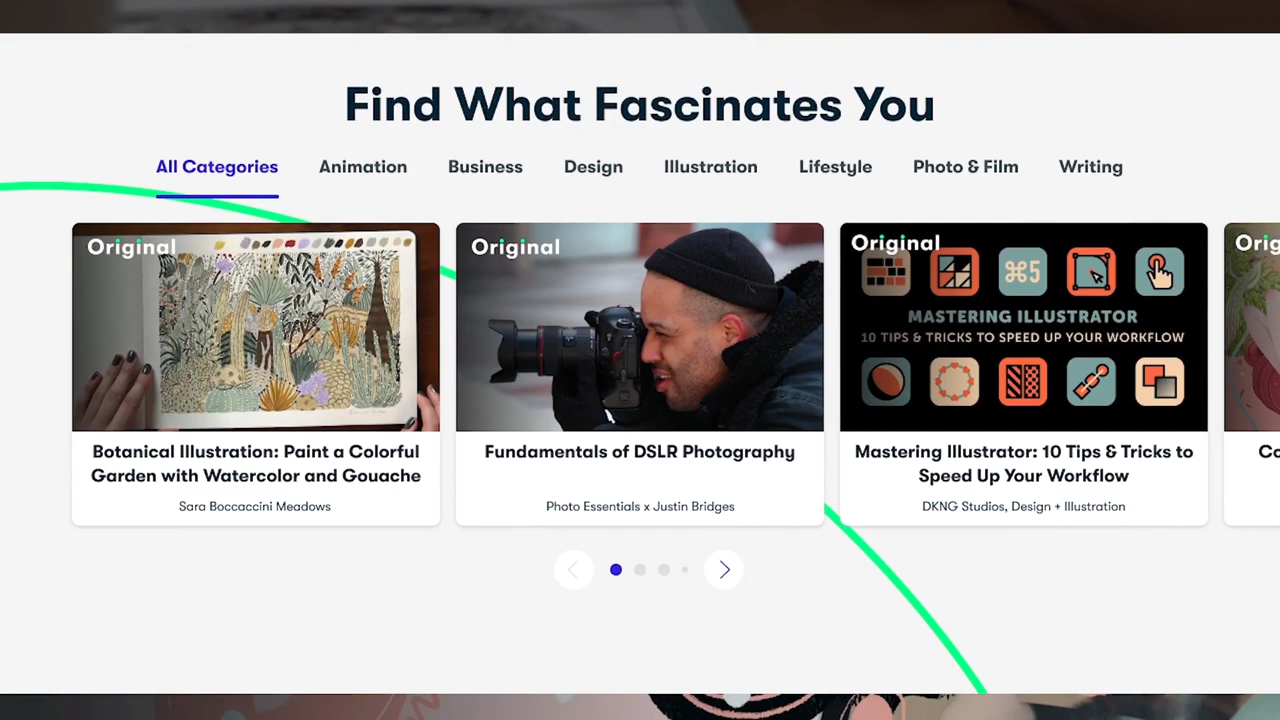 Find What Fascinates You
All Categories Animation Business Design Illustration Lifestyle Photo & Film Writing
Original Original Original Orig
⌘5
MASTERING ILLUSTRATOR
10 TIPS & TRICKS TO SPEED UP YOUR WORKFLOW
Botanical Illustration: Paint a Colorful
Garden with Watercolor and Gouache
Sara Boccaccini Meadows
Fundamentals of DSLR Photography
Photo Essentials x Justin Bridges
Mastering Illustrator: 10 Tips & Tricks to
Speed Up Your Workflow
DKNG Studios, Design + Illustration
Co